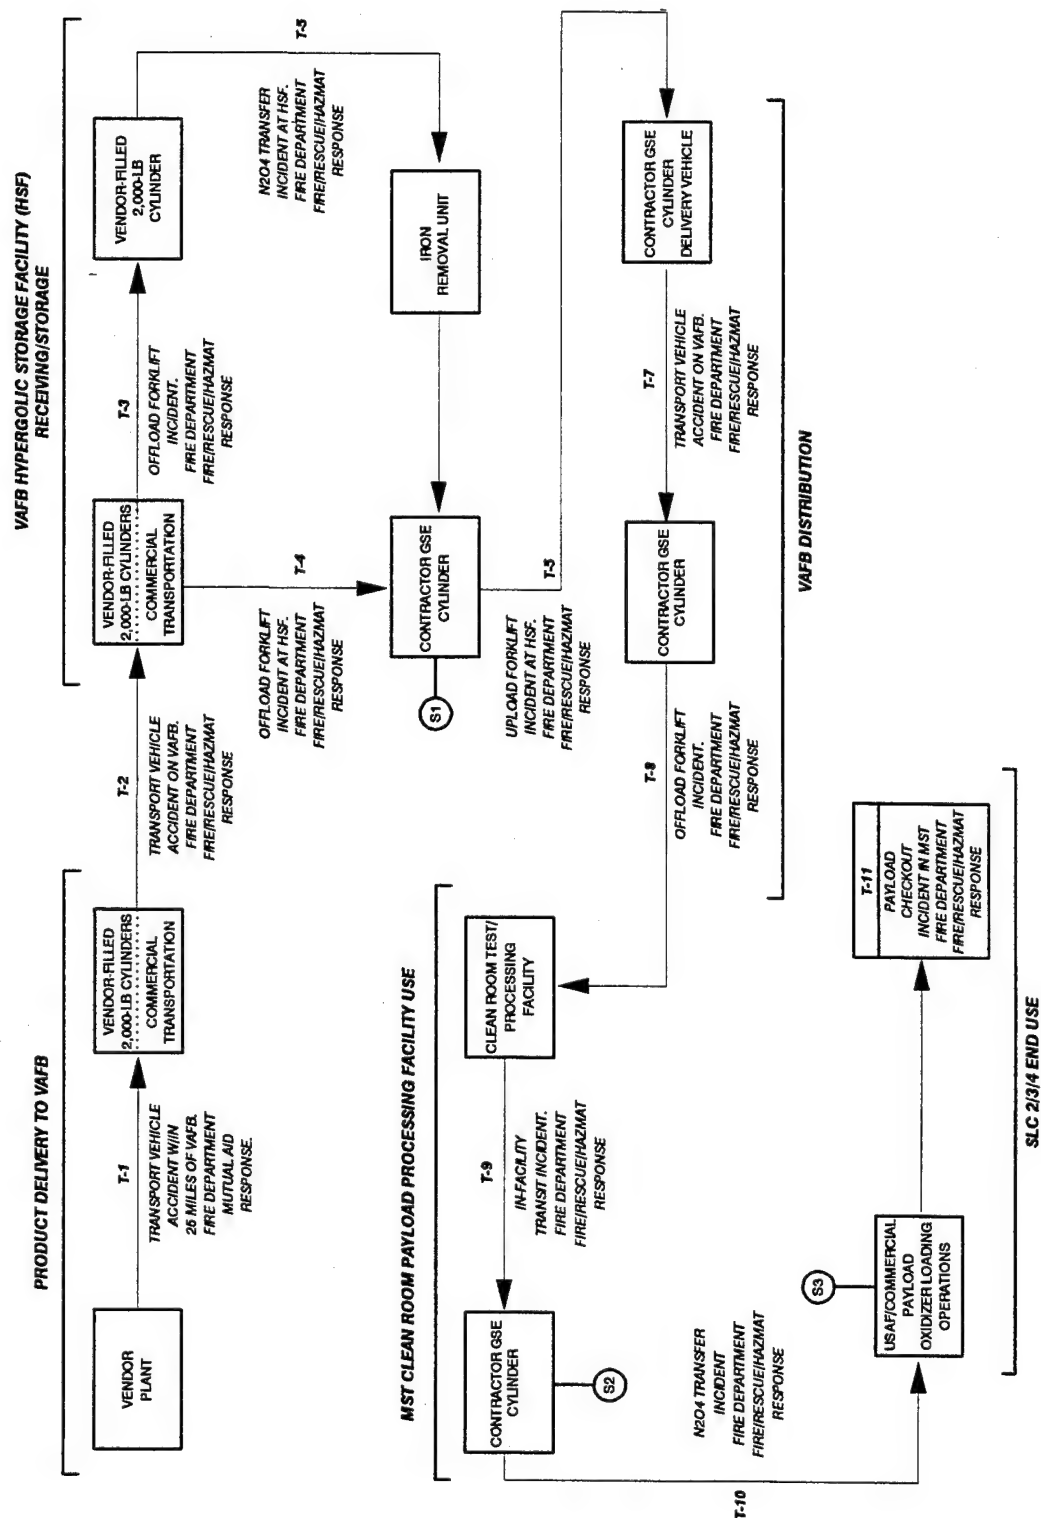 PRODUCT DELIVERY TO VAFB
VENDOR
PLANT
T-1
TRANSPORT VEHICLE
ACCIDENT W/IN
25 MILES OF VAFB.
FIRE DEPARTMENT
MUTUAL AID
RESPONSE.
VENDOR-FILLED
2,000-LB CYLINDERS
COMMERCIAL
TRANSPORTATION
T-2
TRANSPORT VEHICLE
ACCIDENT ON VAFB.
FIRE DEPARTMENT
FIRE/RESCUE/HAZMAT
RESPONSE
VAFB HYPERGOLIC STORAGE FACILITY (HSF)
RECEIVING/STORAGE
VENDOR-FILLED
2,000-LB CYLINDERS
COMMERCIAL
TRANSPORTATION
T-3
OFFLOAD FORKLIFT
INCIDENT.
FIRE DEPARTMENT
FIRE/RESCUE/HAZMAT
RESPONSE
VENDOR-FILLED
2,000-LB
CYLINDER
T-5
N2O4 TRANSFER
INCIDENT AT HSF.
FIRE DEPARTMENT
FIRE/RESCUE/HAZMAT
RESPONSE
IRON
REMOVAL UNIT
T-4
OFFLOAD FORKLIFT
INCIDENT AT HSF.
FIRE DEPARTMENT
FIRE/RESCUE/HAZMAT
RESPONSE
CONTRACTOR GSE
CYLINDER
S1
T-5
UPLOAD FORKLIFT
INCIDENT AT HSF.
FIRE DEPARTMENT
FIRE/RESCUE/HAZMAT
RESPONSE
CONTRACTOR GSE
CYLINDER
DELIVERY VEHICLE
T-7
TRANSPORT VEHICLE
ACCIDENT ON VAFB.
FIRE DEPARTMENT
FIRE/RESCUE/HAZMAT
RESPONSE
CONTRACTOR GSE
CYLINDER
T-8
OFFLOAD FORKLIFT
INCIDENT.
FIRE DEPARTMENT
FIRE/RESCUE/HAZMAT
RESPONSE
VAFB DISTRIBUTION
MST CLEAN ROOM PAYLOAD PROCESSING FACILITY USE
CLEAN ROOM TEST/
PROCESSING
FACILITY
T-9
IN-FACILITY
TRANSIT INCIDENT.
FIRE DEPARTMENT
FIRE/RESCUE/HAZMAT
RESPONSE
CONTRACTOR GSE
CYLINDER
S2
T-10
N2O4 TRANSFER
INCIDENT
FIRE DEPARTMENT
FIRE/RESCUE/HAZMAT
RESPONSE
S3
USAF/COMMERCIAL
PAYLOAD
OXIDIZER LOADING
OPERATIONS
T-11
PAYLOAD
CHECKOUT
INCIDENT IN MST
FIRE DEPARTMENT
FIRE/RESCUE/HAZMAT
RESPONSE
SLC 2/3/4 END USE